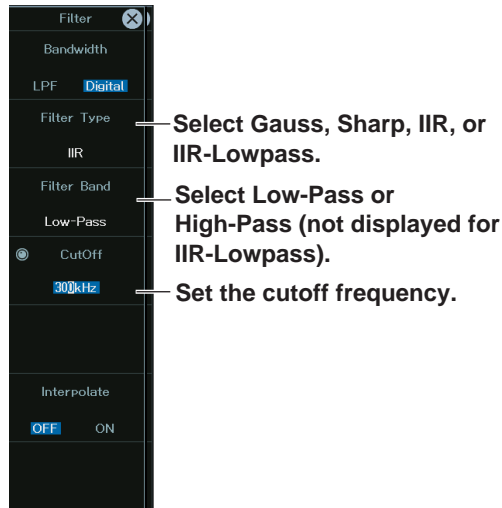 Filter
Bandwidth
LPF Digital
Filter Type
IIR
Select Gauss, Sharp, IIR, or
IIR-Lowpass.
Filter Band
Low-Pass
Select Low-Pass or
High-Pass (not displayed for
IIR-Lowpass).
CutOff
300kHz
Set the cutoff frequency.
Interpolate
OFF ON